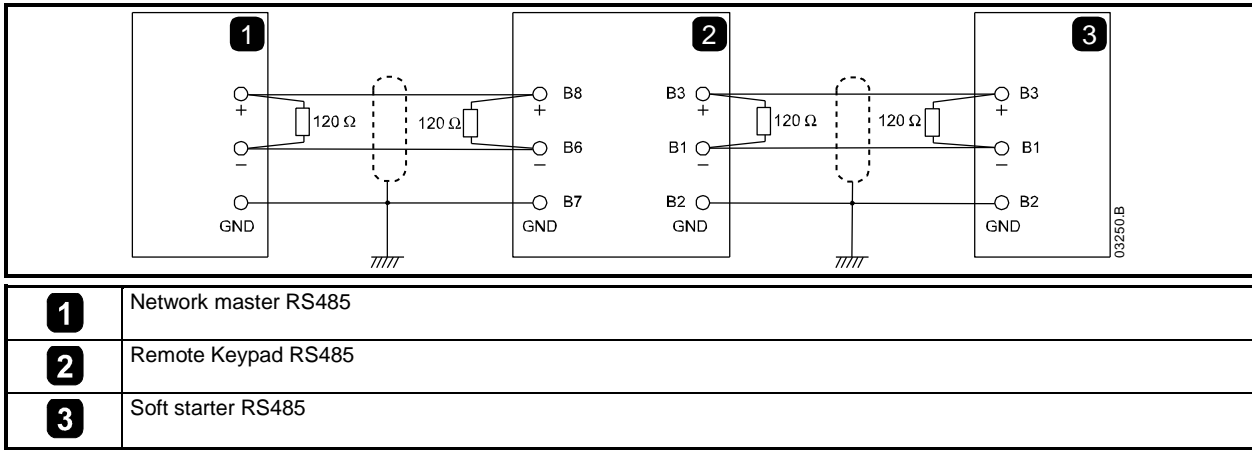 1 2 3
B8 B3 B3
+ + + +
120 Ω 120 Ω 120 Ω 120 Ω
B6 B1 B1
− − − −
B7 B2 B2
GND GND GND GND
03250.B
1 Network master RS485
2 Remote Keypad RS485
3 Soft starter RS485